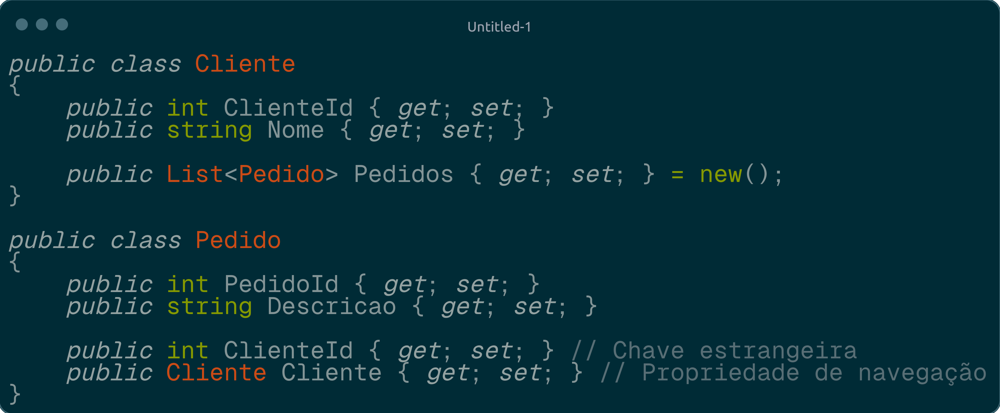 Untitled-1
public class Cliente
{
    public int ClienteId { get; set; }
    public string Nome { get; set; }
    public List<Pedido> Pedidos { get; set; } = new();
}
public class Pedido
{
    public int PedidoId { get; set; }
    public string Descricao { get; set; }
    public int ClienteId { get; set; } // Chave estrangeira
    public Cliente Cliente { get; set; } // Propriedade de navegação
}